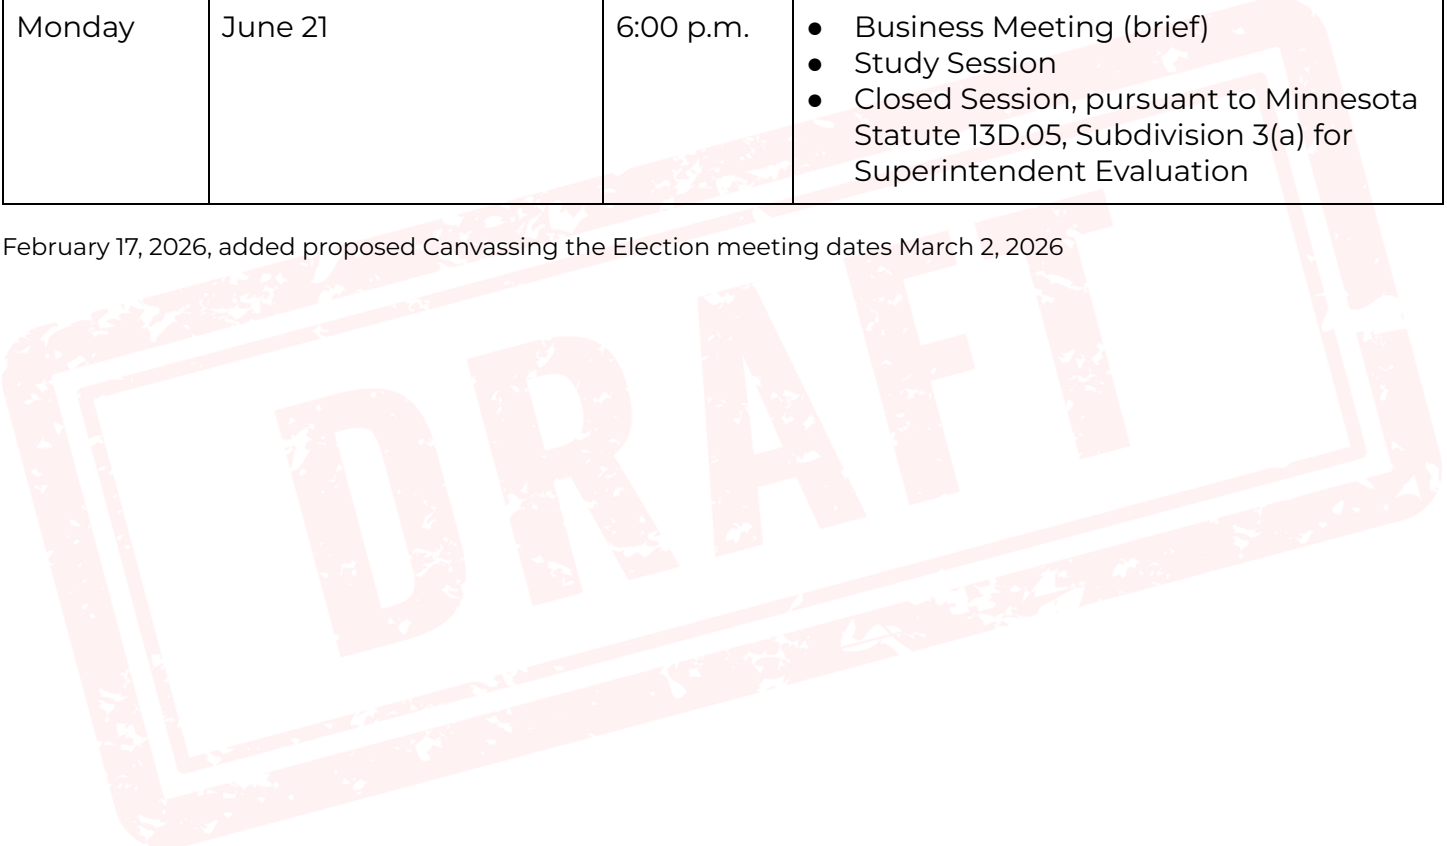 Monday June 21 6:00 p.m. ● Business Meeting (brief)
● Study Session
● Closed Session, pursuant to Minnesota
Statute 13D.05, Subdivision 3(a) for
Superintendent Evaluation
February 17, 2026, added proposed Canvassing the Election meeting dates March 2, 2026
DRAFT